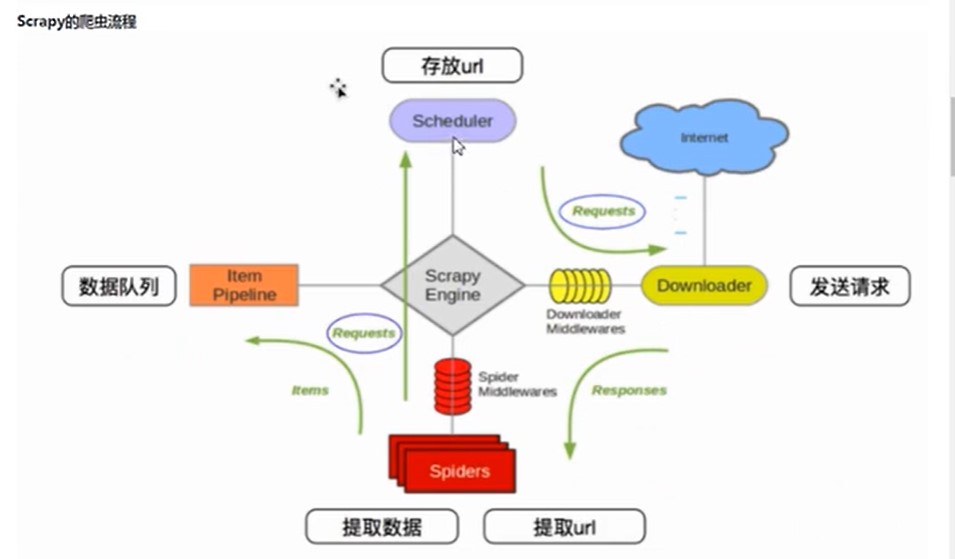 Scrapy的爬虫流程
存放url
Scheduler
Internet
Requests
数据队列
Item
Pipeline
Scrapy
Engine
Downloader
发送请求
Downloader
Middlewares
Requests
Items
Spider
Middlewares
Responses
Spiders
提取数据
提取url